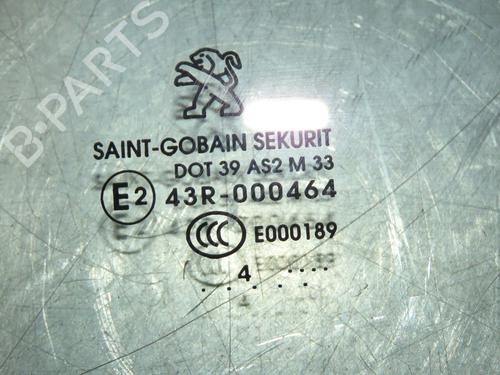 B-PARTS
SAINT-GOBAIN SEKURIT
DOT 39 AS2 M 33
E2 43R-000464
CCC E000189
. . 4 . . . . .
. . . . . .